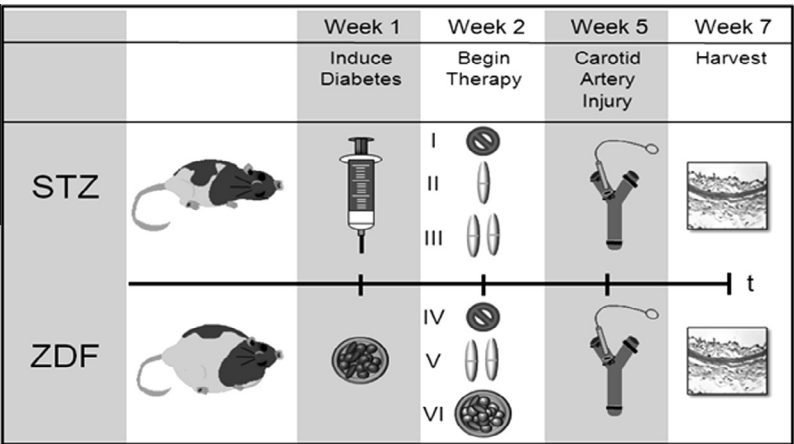 Week 1 Week 2 Week 5 Week 7
Induce Begin Carotid Harvest
Diabetes Therapy Artery
Injury
STZ
I
II
III
t
ZDF
IV
V
VI